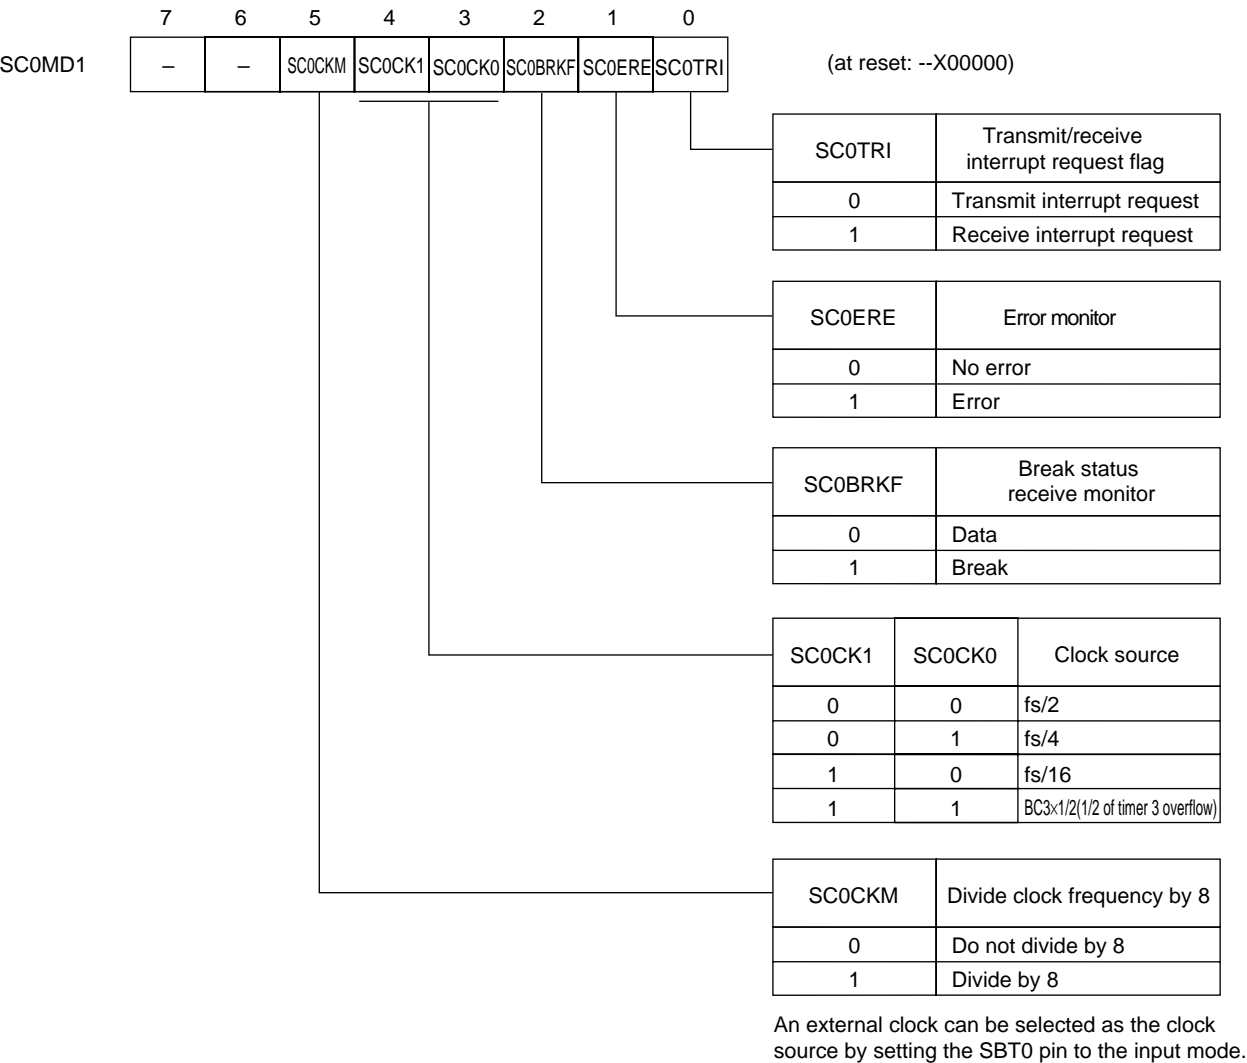 7 6 5 4 3 2 1 0
SC0MD1 – – SC0CKM SC0CK1 SC0CK0 SC0BRKF SC0ERE SC0TRI (at reset: --X00000)
SC0TRI Transmit/receive
interrupt request flag
0 Transmit interrupt request
1 Receive interrupt request
SC0ERE Error monitor
0 No error
1 Error
SC0BRKF Break status
receive monitor
0 Data
1 Break
SC0CK1 SC0CK0 Clock source
0 0 fs/2
0 1 fs/4
1 0 fs/16
1 1 BC3×1/2(1/2 of timer 3 overflow)
SC0CKM Divide clock frequency by 8
0 Do not divide by 8
1 Divide by 8
An external clock can be selected as the clock
source by setting the SBT0 pin to the input mode.